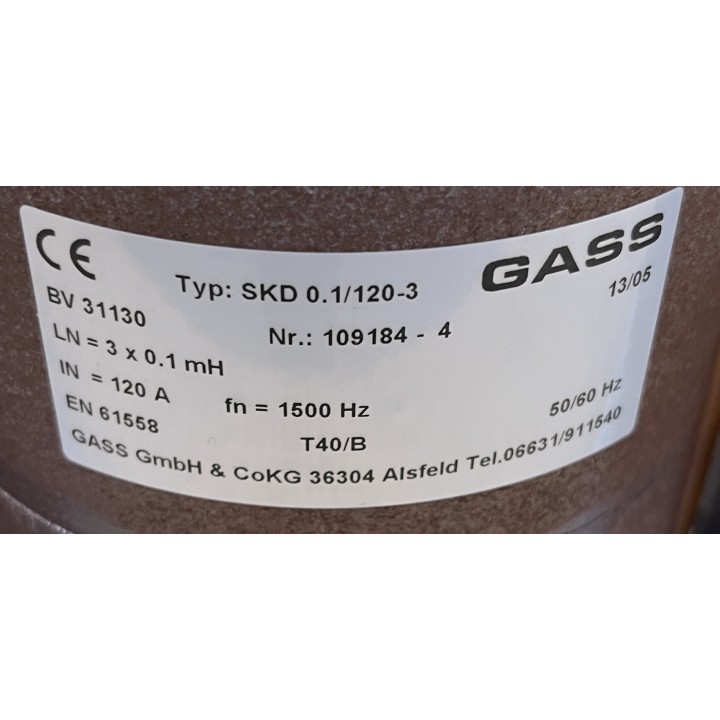 CE
Typ: SKD 0.1/120-3
GASS
13/05
BV 31130
Nr.: 109184 - 4
LN = 3 x 0.1 mH
IN = 120 A
fn = 1500 Hz
50/60 Hz
EN 61558
T40/B
GASS GmbH & CoKG 36304 Alsfeld Tel.06631/911540